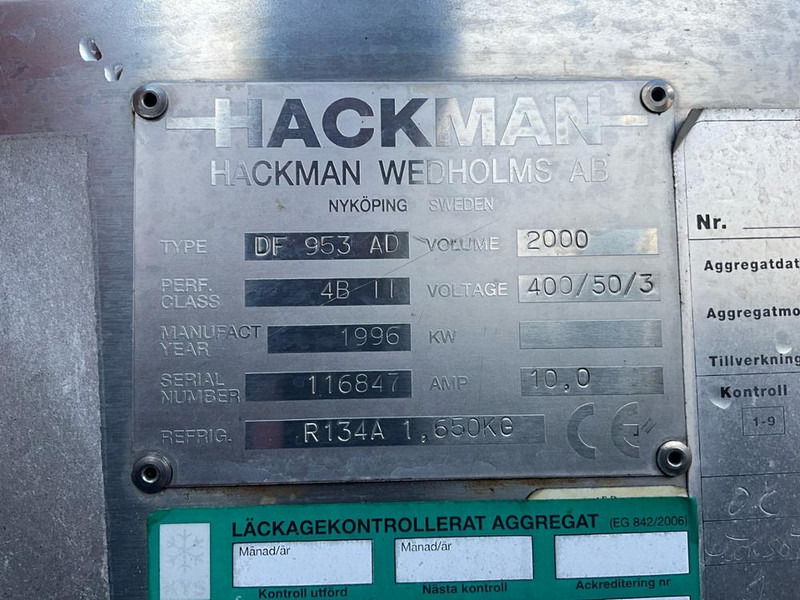 HACKMAN
HACKMAN WEDHOLMS AB
NYKÖPING SWEDEN
TYPE DF 953 AD VOLUME 2000
PERF. CLASS 4B II VOLTAGE 400/50/3
MANUFACT YEAR 1996 KW
SERIAL NUMBER 116847 AMP 10,0
REFRIG. R134A 1,650KG CE
Nr.
Aggregatdat
Aggregatmo
Tillverkning
Kontroll
1-9
LÄCKAGEKONTROLLERAT AGGREGAT (EG 842/2006)
Månad/år Månad/år
Kontroll utförd Nästa kontroll Ackreditering nr